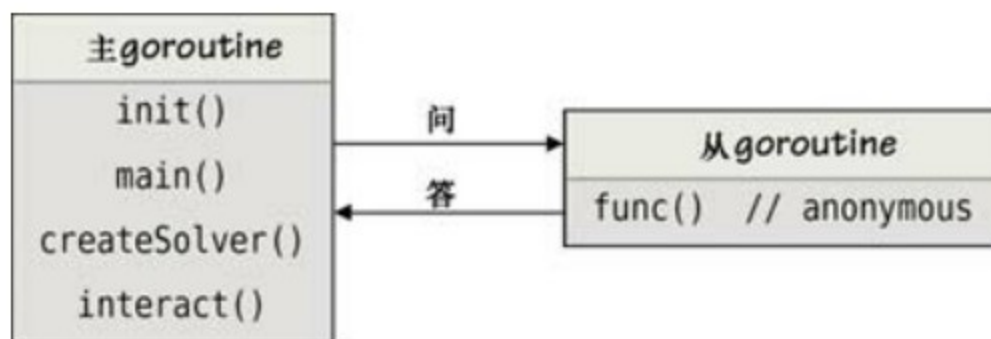 主goroutine
init()
main()
createSolver()
interact()
问
答
从goroutine
func()  // anonymous